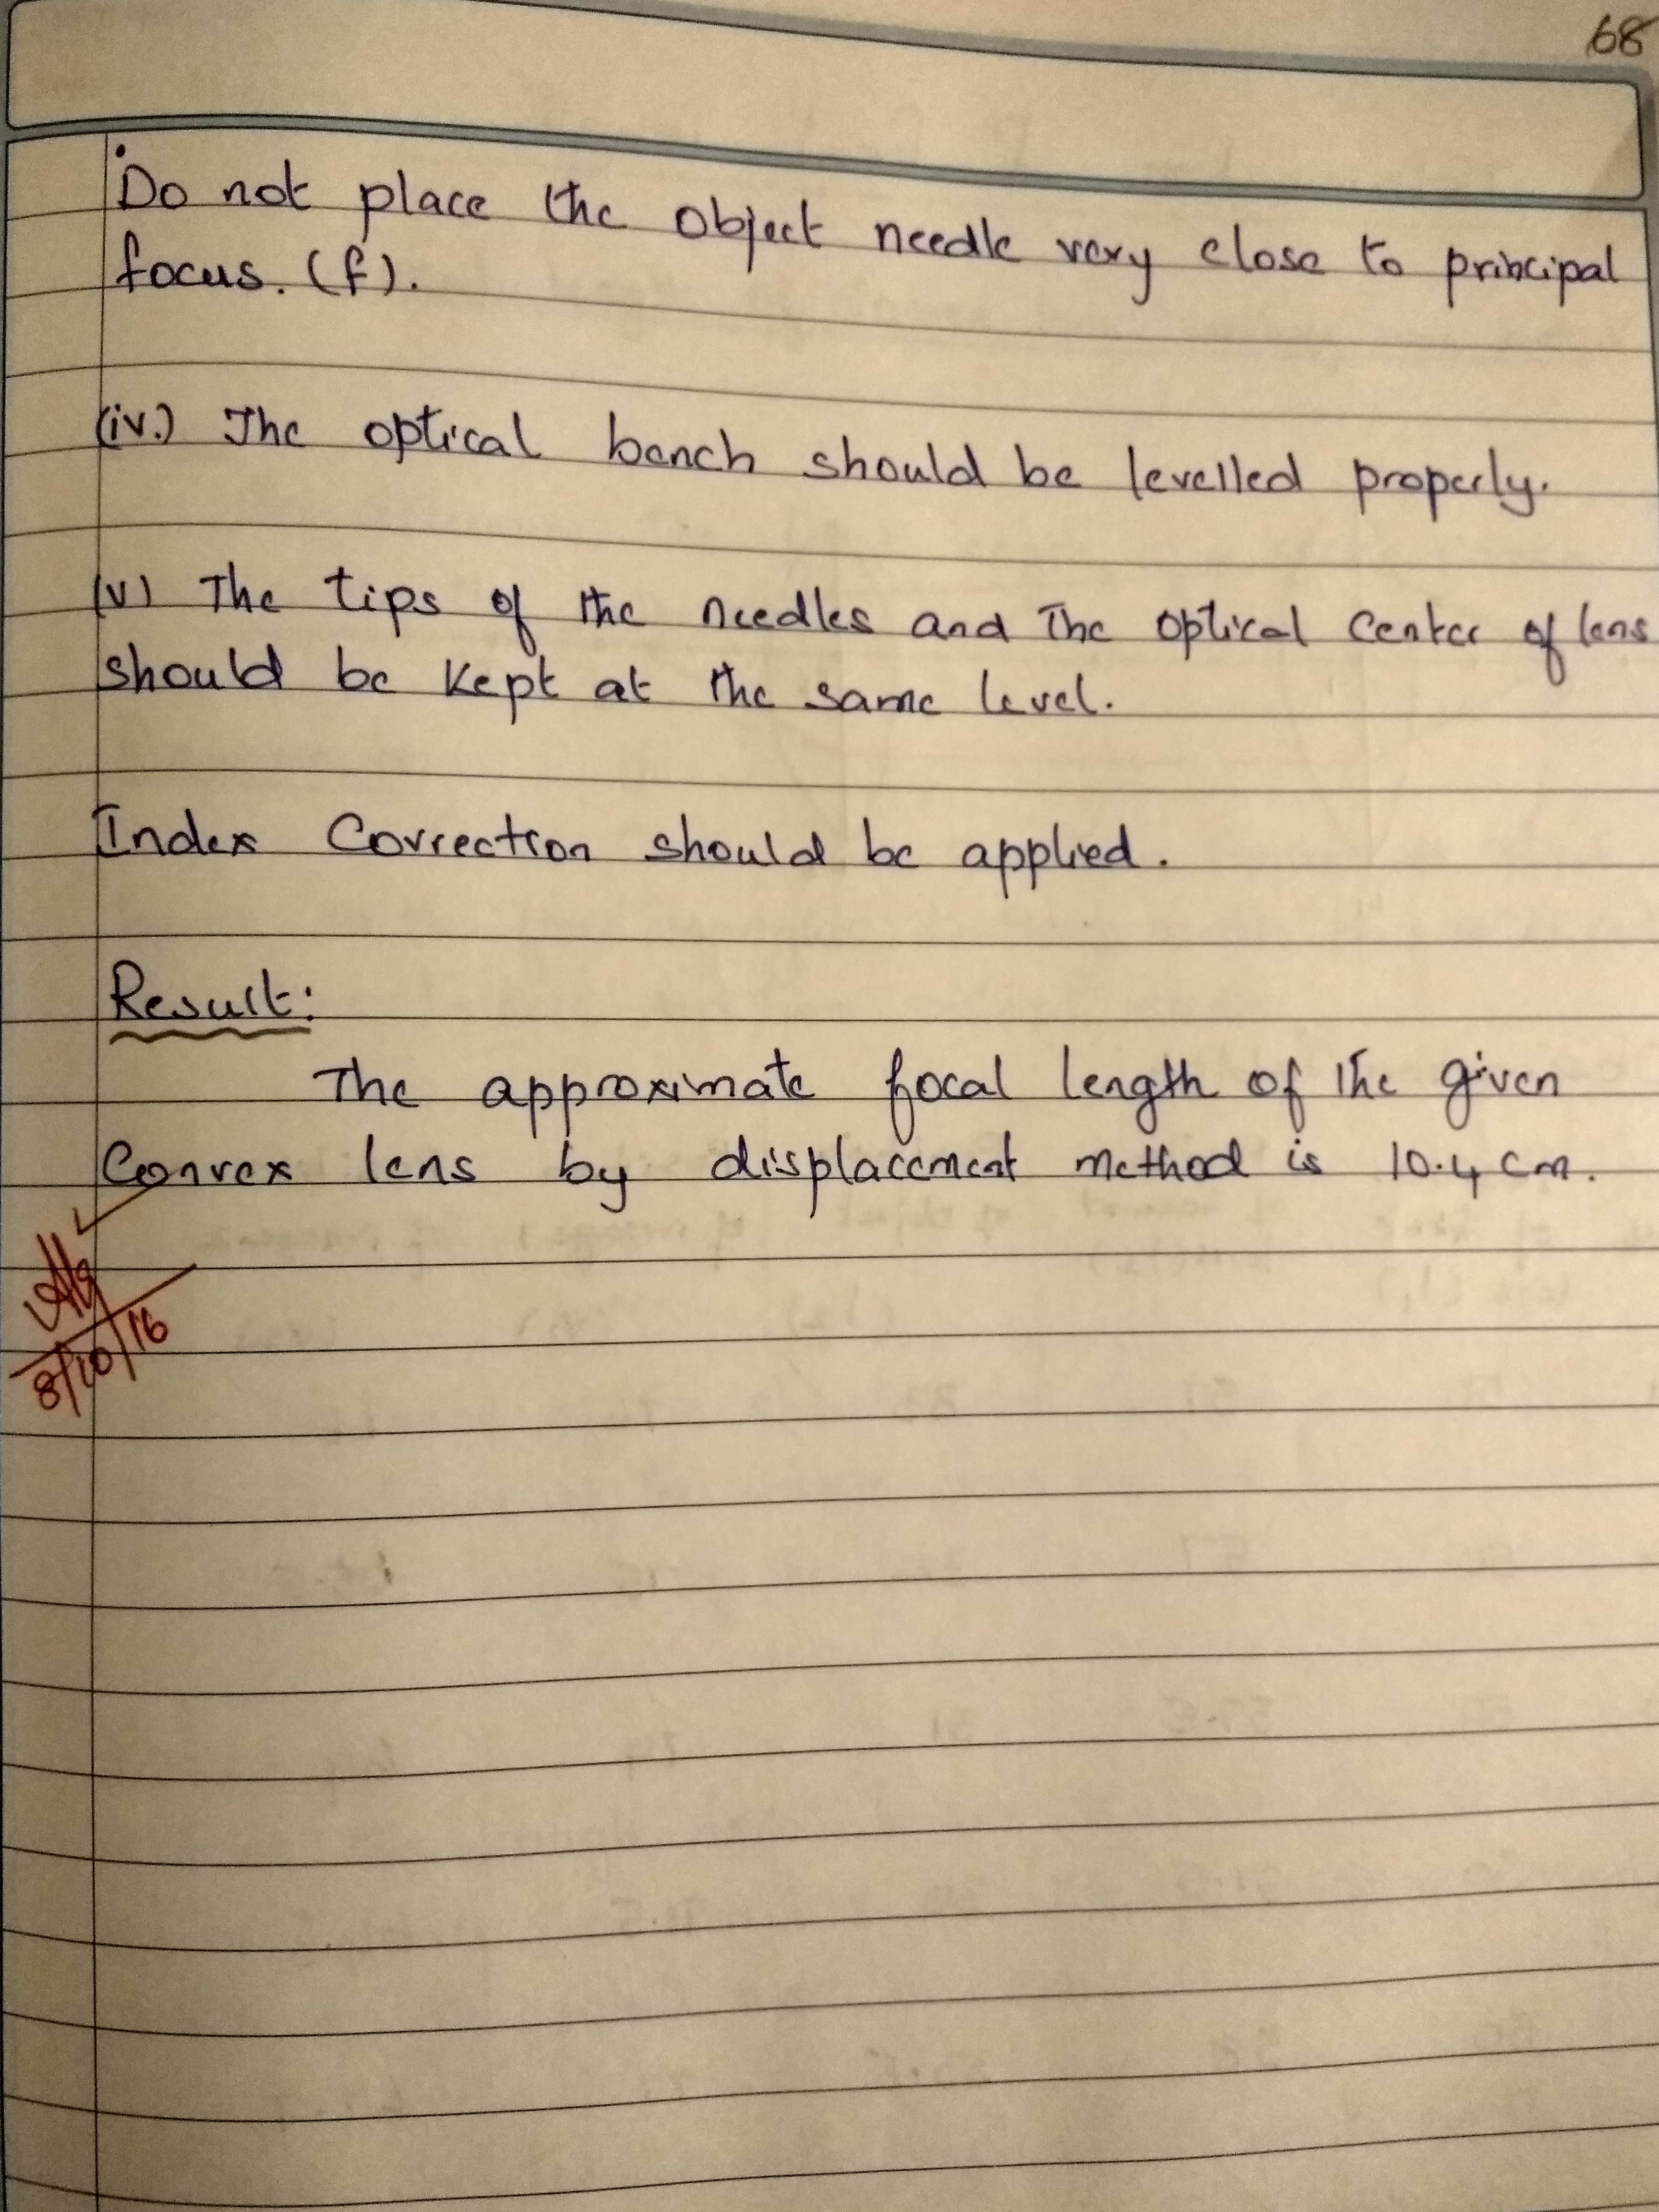 68
Do not place the object needle very close to principal
focus. (f).
(iv.) The optical bench should be levelled properly.
(v) The tips of the needles and the optical center of lens
should be kept at the same level.
Index Correction should be applied.
Result:
The approximate focal length of the given
Convex lens by displacement method is 10.4 cm.
8/10/16